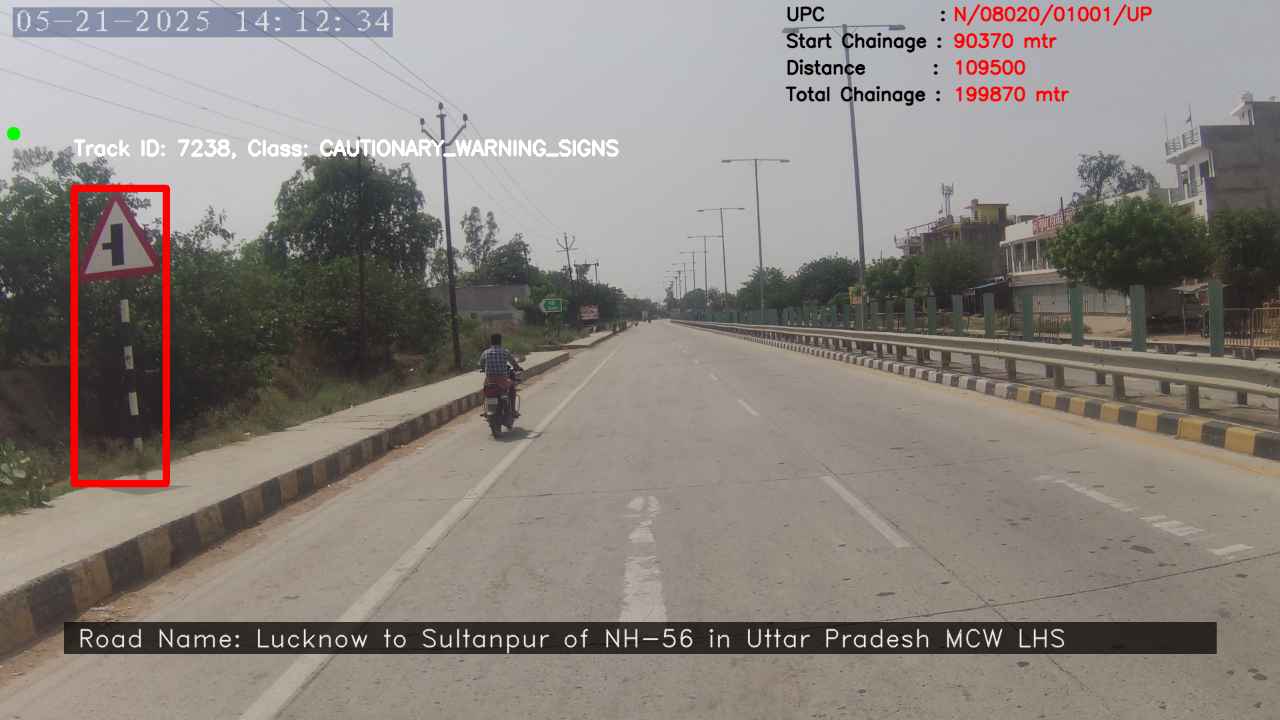 05-21-2025 14:12:34
UPC : N/08020/01001/UP
Start Chainage : 90370 mtr
Distance : 109500
Total Chainage : 199870 mtr
Track ID: 7238, Class: CAUTIONARY_WARNING_SIGNS
Road Name: Lucknow to Sultanpur of NH-56 in Uttar Pradesh MCW LHS